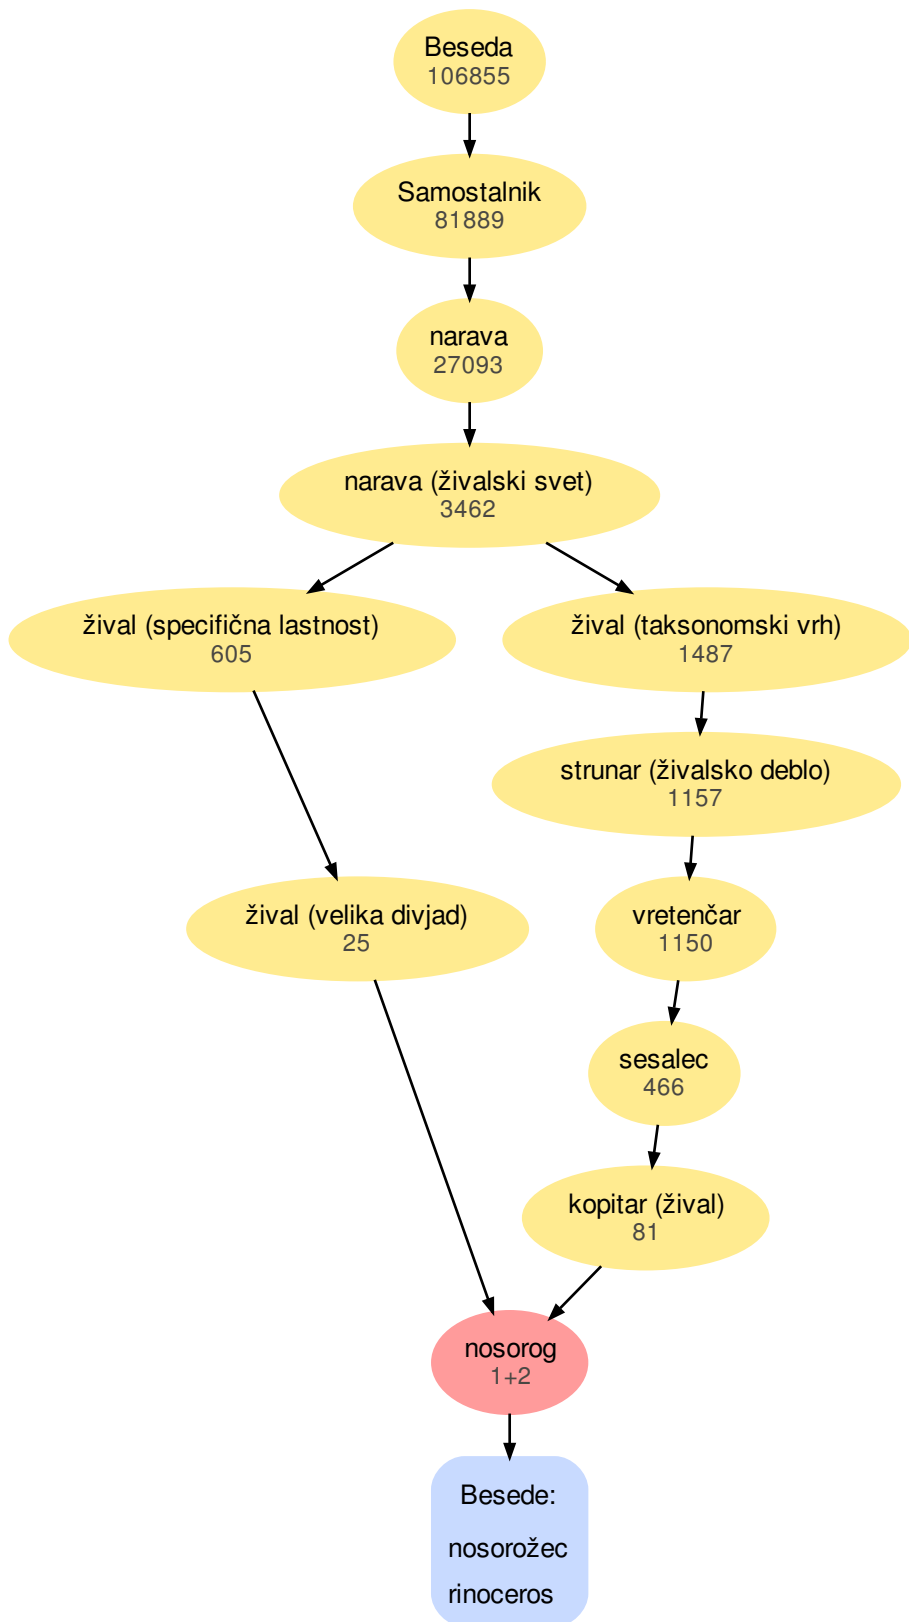 Beseda
106855
Samostalnik
81889
narava
27093
narava (živalski svet)
3462
žival (specifična lastnost)
605
žival (taksonomski vrh)
1487
strunar (živalsko deblo)
1157
žival (velika divjad)
25
vretenčar
1150
sesalec
466
kopitar (žival)
81
nosorog
1+2
Besede:
nosorožec
rinoceros